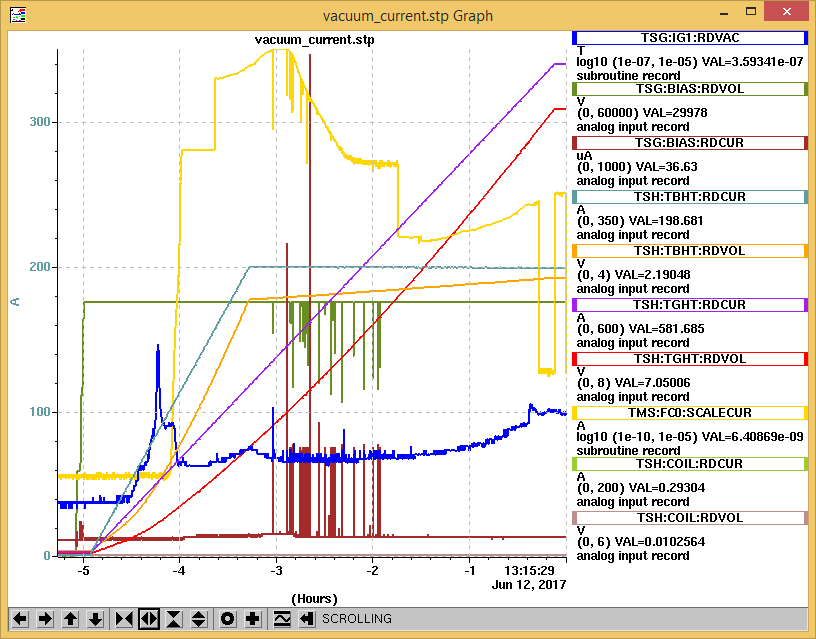 vacuum_current.stp Graph
vacuum_current.stp
300
200
100
0
A
-5
-4
-3
-2
-1
13:15:29
Jun 12, 2017
(Hours)
TSG:IG1:RDVAC
T
log10 (1e-07, 1e-05) VAL=3.59341e-07
subroutine record
TSG:BIAS:RDVOL
V
(0, 60000) VAL=29978
analog input record
TSG:BIAS:RDCUR
uA
(0, 1000) VAL=36.63
analog input record
TSH:TBHT:RDCUR
A
(0, 350) VAL=198.681
analog input record
TSH:TBHT:RDVOL
V
(0, 4) VAL=2.19048
analog input record
TSH:TGHT:RDCUR
A
(0, 600) VAL=581.685
analog input record
TSH:TGHT:RDVOL
V
(0, 8) VAL=7.05006
analog input record
TMS:FC0:SCALECUR
A
log10 (1e-10, 1e-05) VAL=6.40869e-09
subroutine record
TSH:COIL:RDCUR
A
(0, 200) VAL=0.29304
analog input record
TSH:COIL:RDVOL
V
(0, 6) VAL=0.0102564
analog input record
SCROLLING